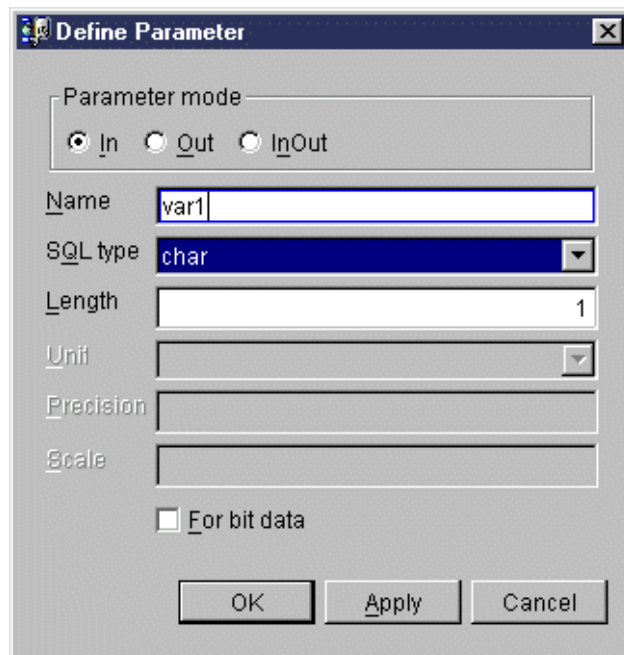 Define Parameter
Parameter mode
In Out InOut
Name var1
SQL type char
Length 1
Unit
Precision
Scale
For bit data
OK Apply Cancel